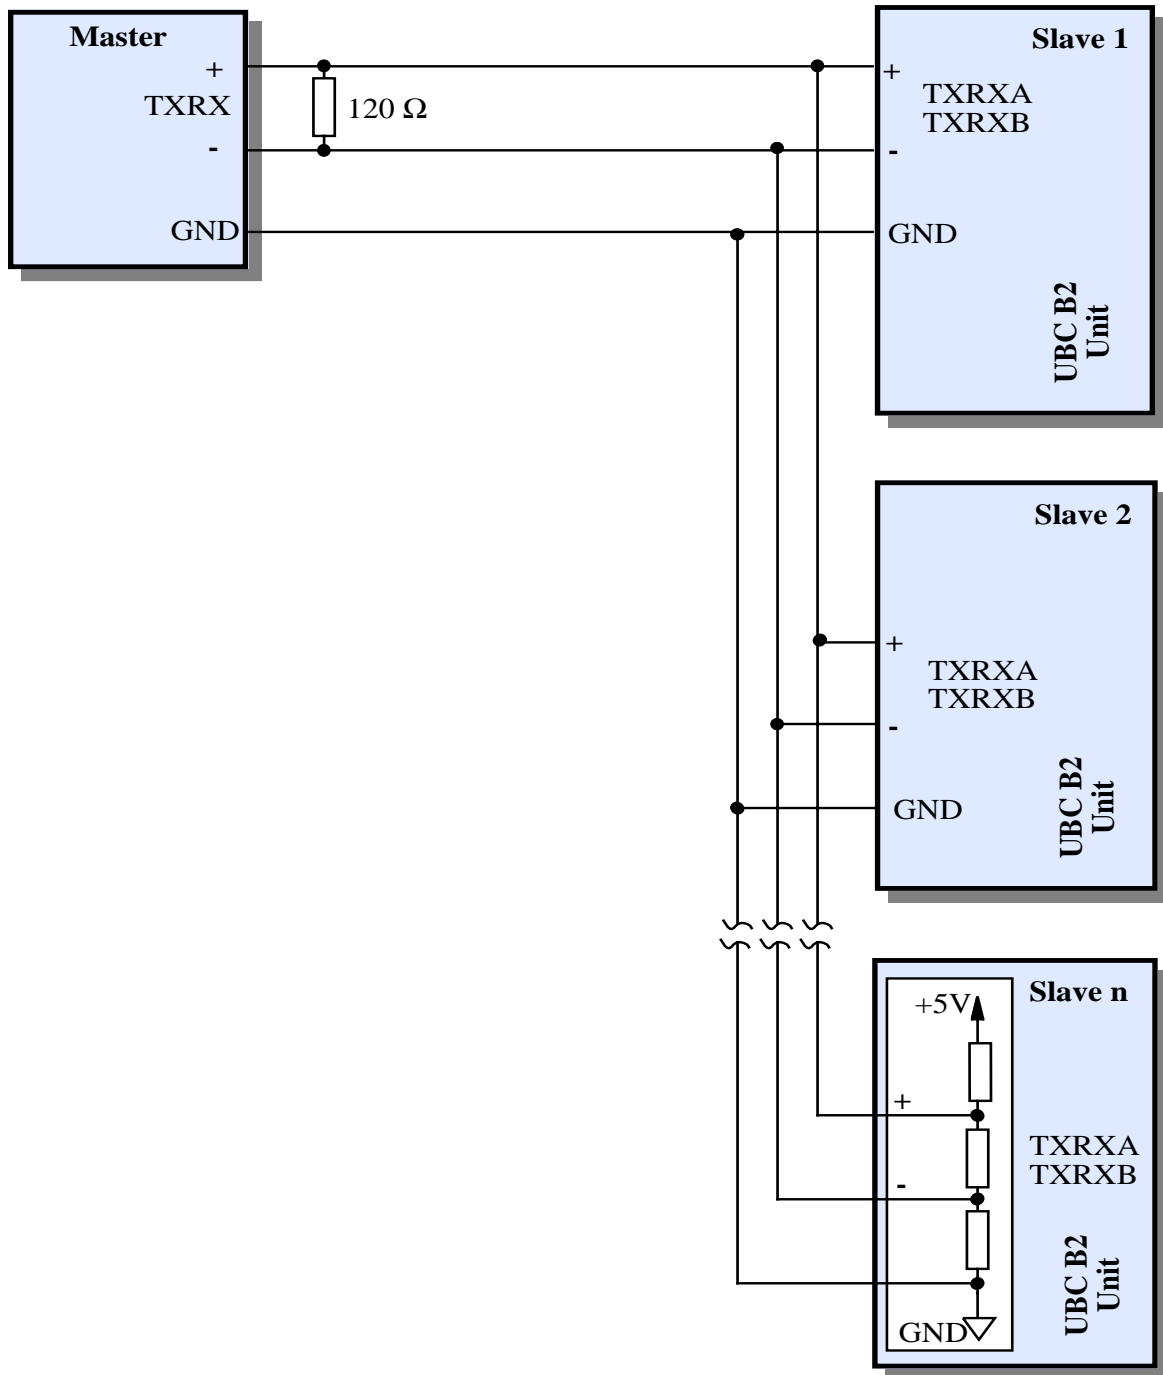 Master
+
TXRX
-
GND
120 Ω
Slave 1
+
TXRXA
TXRXB
-
GND
UBC B2
Unit
Slave 2
+
TXRXA
TXRXB
-
GND
UBC B2
Unit
Slave n
+5V
+
TXRXA
TXRXB
-
GND
UBC B2
Unit